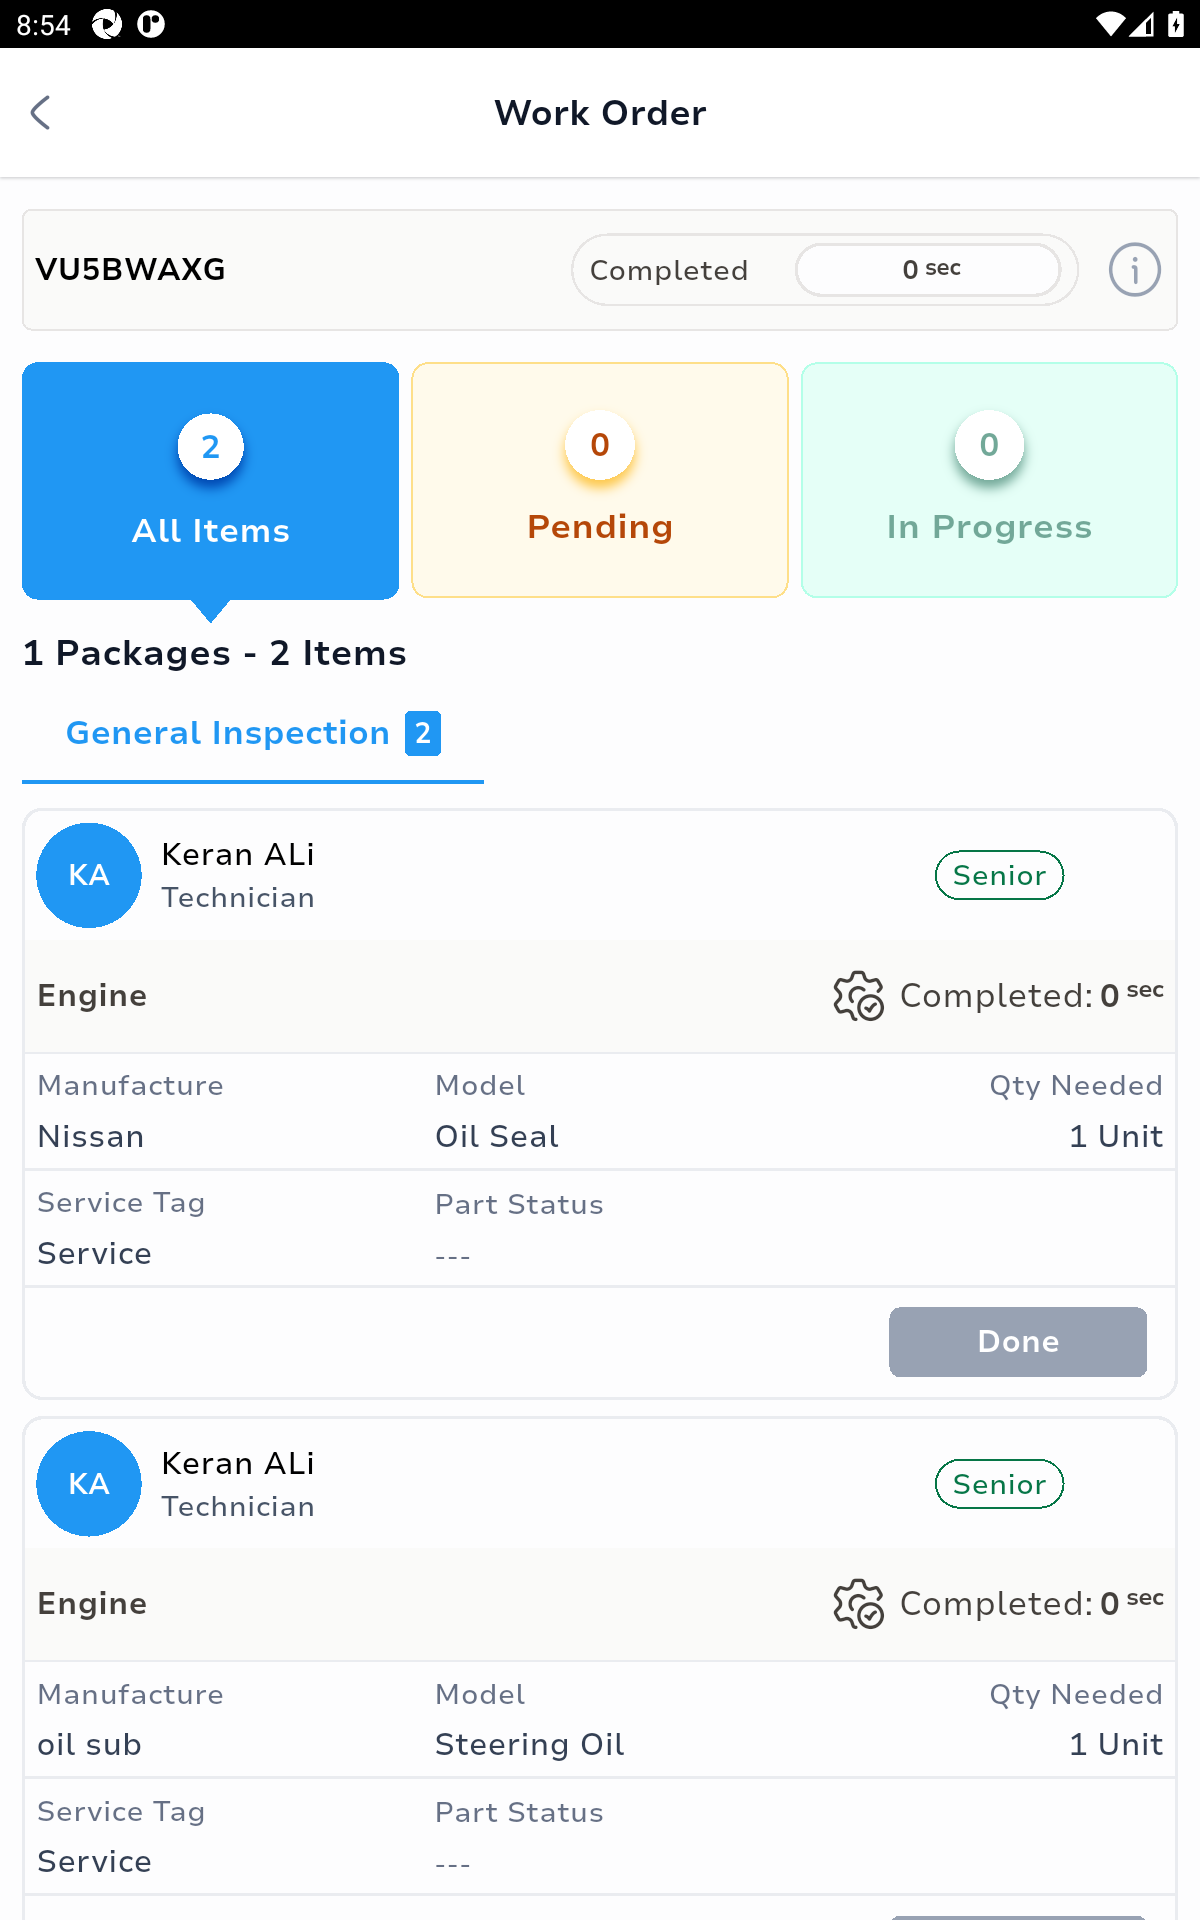 8:54
Work Order
VU5BWAXG
Completed 0 sec
2
All Items
0
Pending
0
In Progress
1 Packages - 2 Items
General Inspection 2
KA
Keran ALi
Technician
Senior
Engine
Completed: 0 sec
Manufacture Model Qty Needed
Nissan Oil Seal 1 Unit
Service Tag Part Status
Service ---
Done
KA
Keran ALi
Technician
Senior
Engine
Completed: 0 sec
Manufacture Model Qty Needed
oil sub Steering Oil 1 Unit
Service Tag Part Status
Service ---